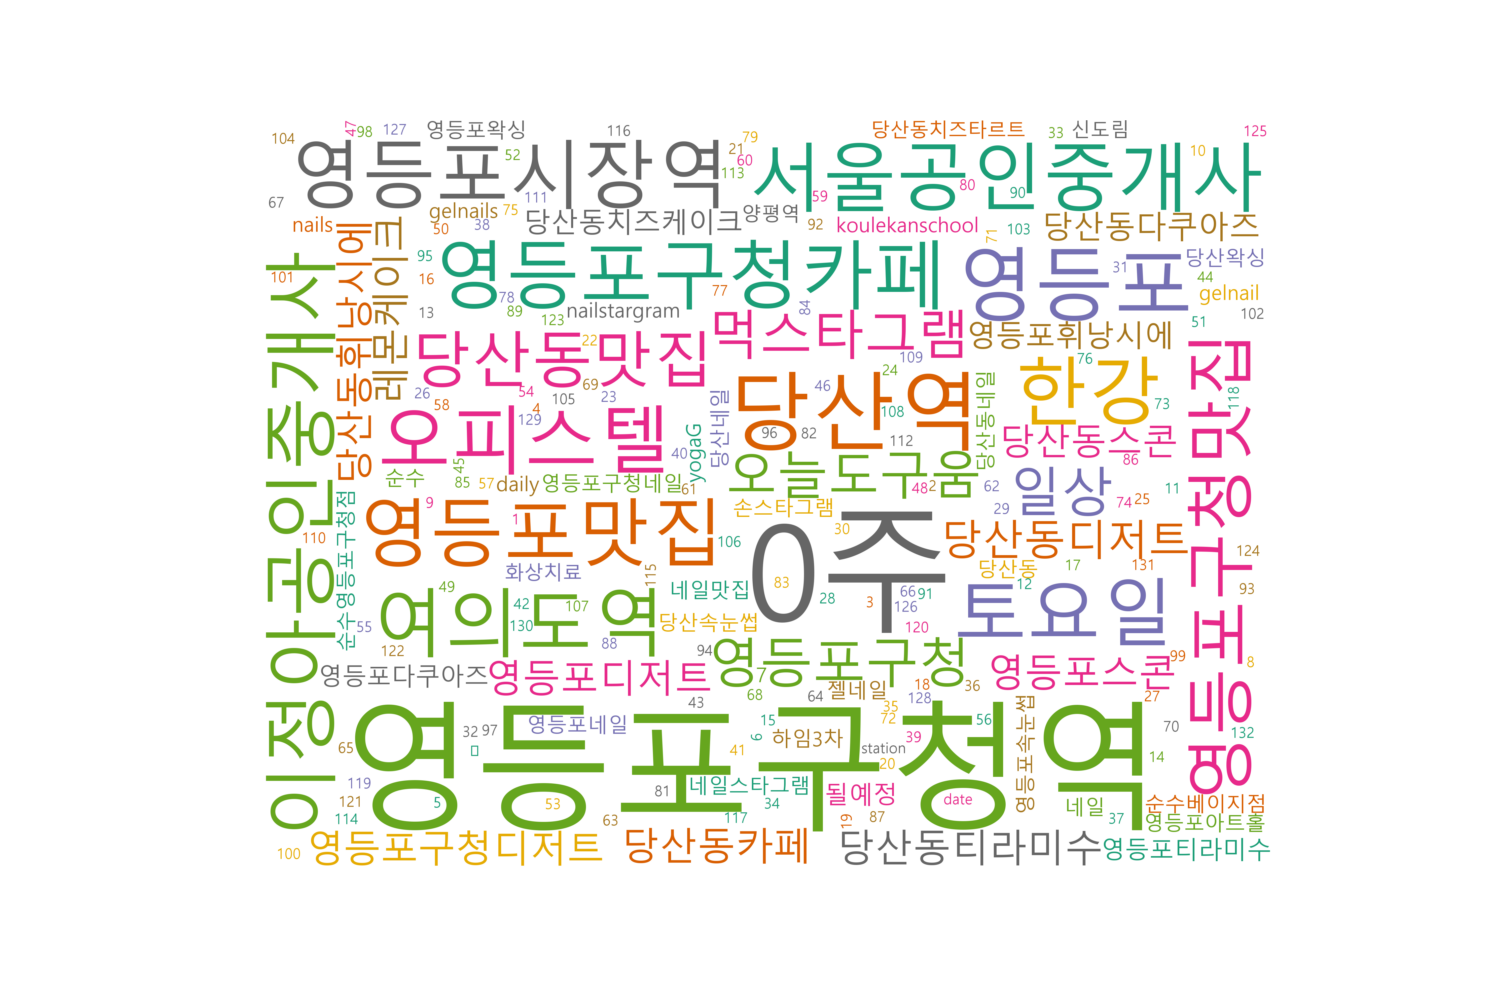 104
47
98
127
영등포왁싱
116
79
당산동치즈타르트
33
신도림
125
영등포시장역
52
21
60
113
서울공인중개사
10
59
80
90
67
111
nails
gelnails
75
50
38
당산동치즈케이크
양평역
92
koulekanschool
71
103
당산동다쿠아즈
101
당산동휘낭시에
레몬케이크
95
16
13
영등포구청카페
78
89
77
84
영등포
31
당산왁싱
44
gelnail
102
51
이정아공인중개사
123
nailstargram
22
먹스타그램
109
영등포휘낭시에
당산동맛집
54
69
26
58
4
105
23
129
24
46
108
당산역
96
82
112
한강
76
73
118
영등포구청맛집
오피스텔
40
yogaG
당산네일
당산동네일
당산동스콘
86
45
85
순수
57
daily
영등포구청네일
61
오늘도구움
48
2
62
일상
29
74
25
11
순수영등포구청점
110
9
1
영등포맛집
손스타그램
30
106
0주
당산동디저트
124
131
화상치료
115
네일맛집
83
당산동
17
12
93
49
42
107
130
28
3
66
91
126
120
여의도역
당산속눈썹
토요일
55
122
88
94
영등포구청
99
8
영등포다쿠아즈
영등포디저트
7
68
64
젤네일
18
36
128
영등포스콘
27
43
32
97
ㅁ
영등포네일
15
6
35
72
하임3차
39
station
56
영등포속눈썹
70
132
65
영등포구청역
41
20
14
119
121
114
5
53
63
81
네일스타그램
34
117
될예정
19
87
date
네일
37
순수베이지점
영등포아트홀
100
영등포구청디저트
당산동카페
당산동티라미수
영등포티라미수